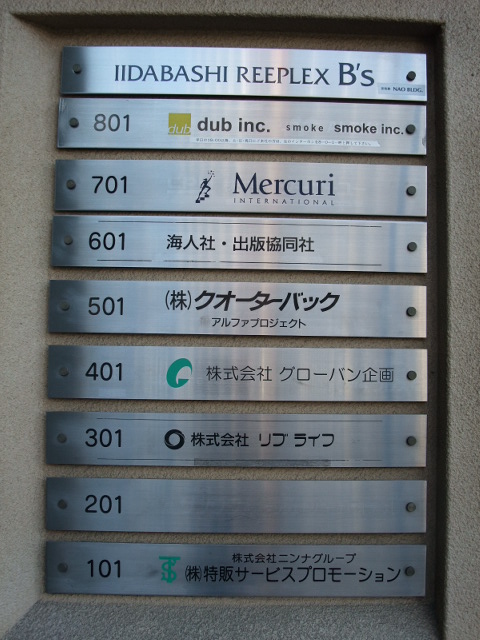 IIDABASHI REEPLEX B's
NAO BLDG.
801 dub dub inc. smoke smoke inc.
701 Mercuri
INTERNATIONAL
601 海人社・出版協同社
501 (株)クオーターバック
アルファプロジェクト
401 株式会社 グローバン企画
301 株式会社 リブ ライフ
201
株式会社ニンナグループ
101 TS (株)特販サービスプロモーション